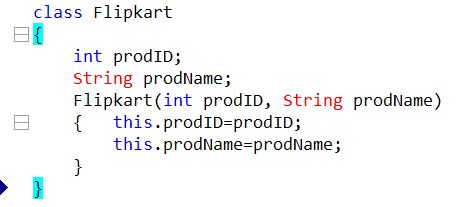 class Flipkart
{
int prodID;
String prodName;
Flipkart(int prodID, String prodName)
{ this.prodID=prodID;
this.prodName=prodName;
}
}